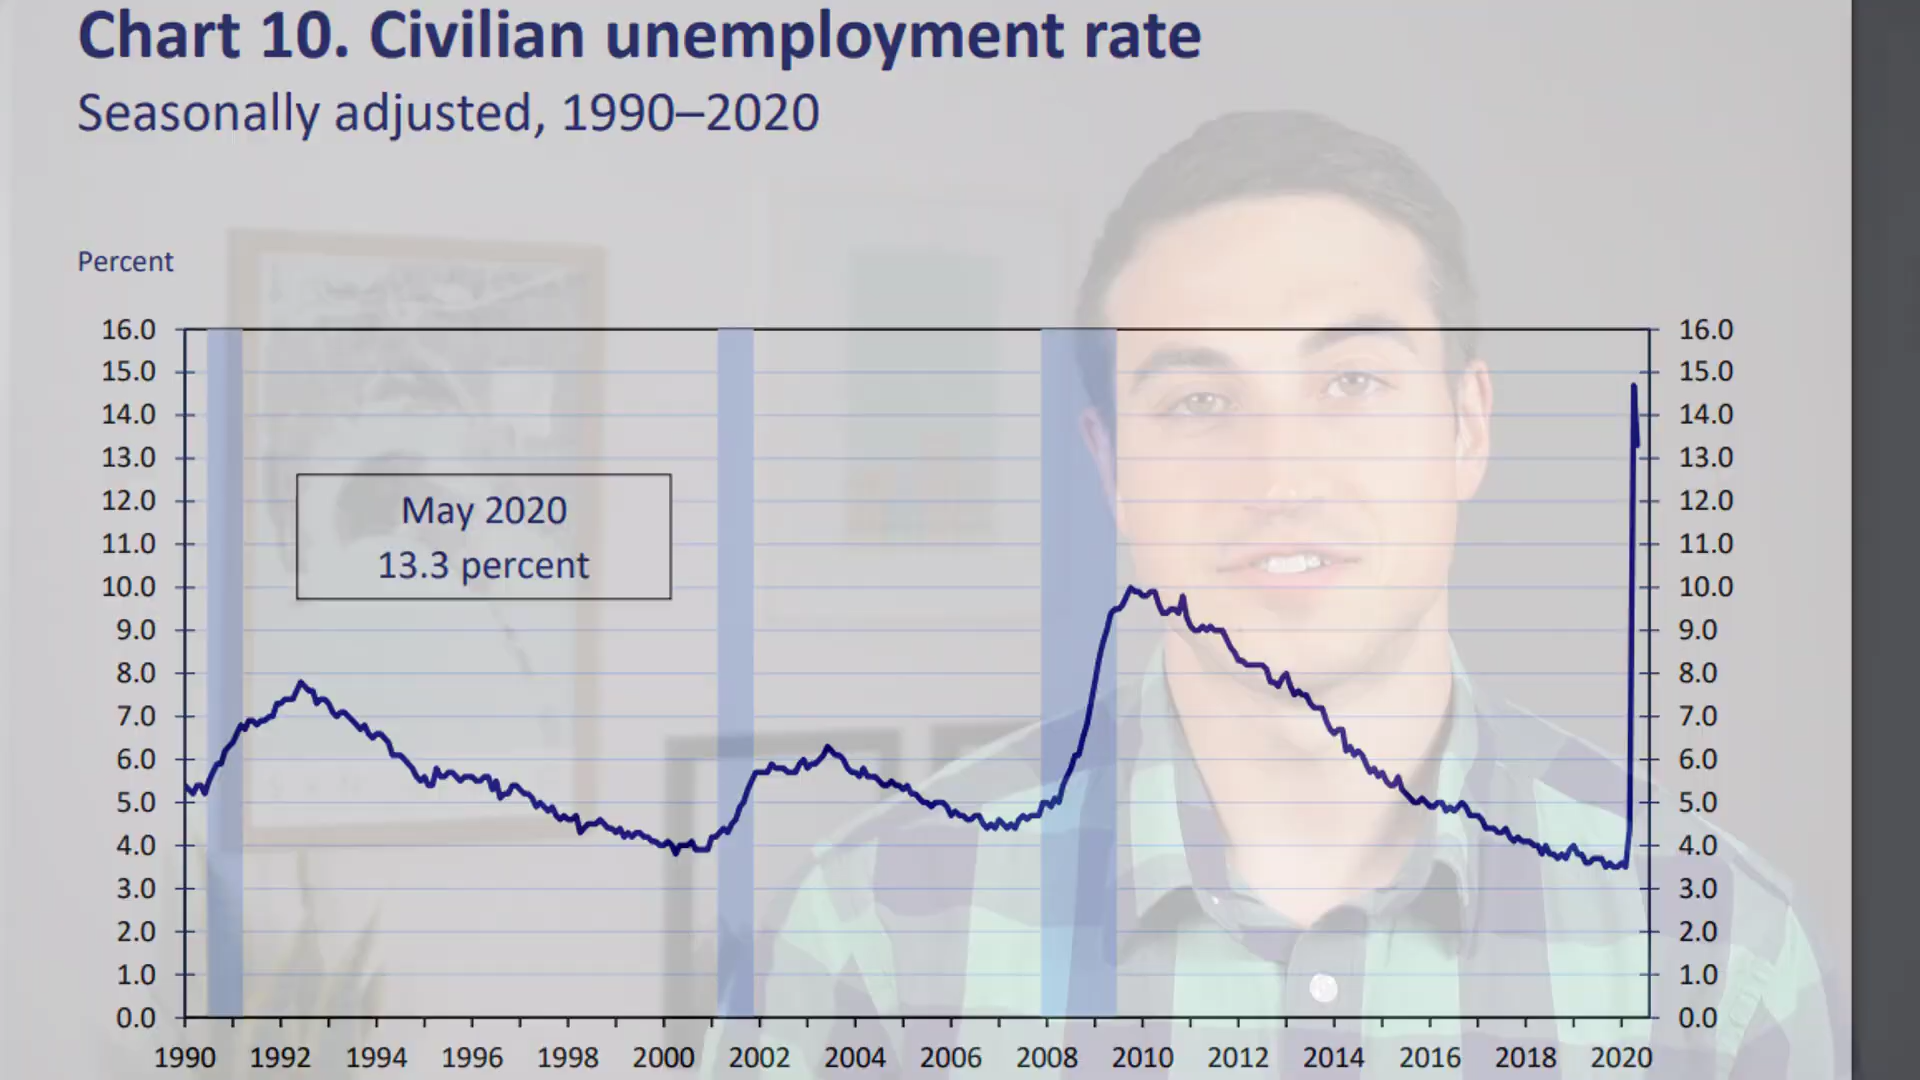 Chart 10. Civilian unemployment rate
Seasonally adjusted, 1990–2020
Percent
16.0 16.0
15.0 15.0
14.0 14.0
13.0 13.0
12.0 12.0
May 2020
11.0 11.0
13.3 percent
10.0 10.0
9.0 9.0
8.0 8.0
7.0 7.0
6.0 6.0
5.0 5.0
4.0 4.0
3.0 3.0
2.0 2.0
1.0 1.0
0.0 0.0
1990 1992 1994 1996 1998 2000 2002 2004 2006 2008 2010 2012 2014 2016 2018 2020